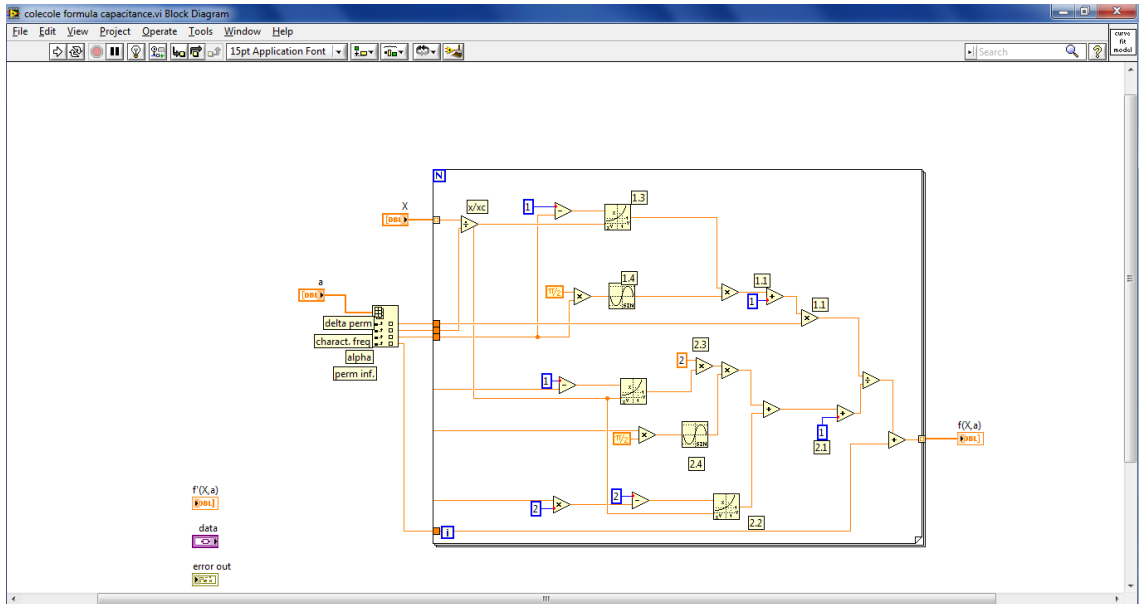 colecole formula capacitance.vi Block Diagram
File Edit View Project Operate Tools Window Help
15pt Application Font
Search
curve
fit
model
N
X
DBL
x/xc
1
1.3
a
DBL
π/2
1.4
SIN
1
1.1
1.1
delta perm
charact. freq
alpha
perm inf.
2
2.3
1
π/2
SIN
2.4
1
2.1
f(X,a)
DBL
f'(X,a)
DBL
2
2
2.2
i
data
error out